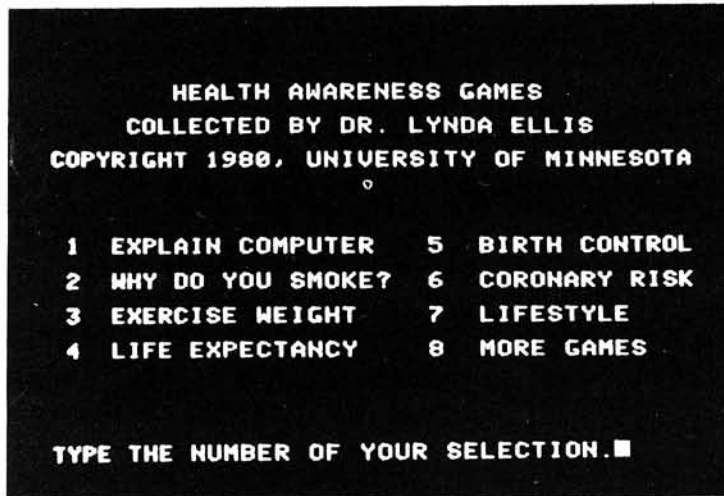 HEALTH AWARENESS GAMES
COLLECTED BY DR. LYNDA ELLIS
COPYRIGHT 1980, UNIVERSITY OF MINNESOTA
1 EXPLAIN COMPUTER 5 BIRTH CONTROL
2 WHY DO YOU SMOKE? 6 CORONARY RISK
3 EXERCISE WEIGHT 7 LIFESTYLE
4 LIFE EXPECTANCY 8 MORE GAMES
TYPE THE NUMBER OF YOUR SELECTION.